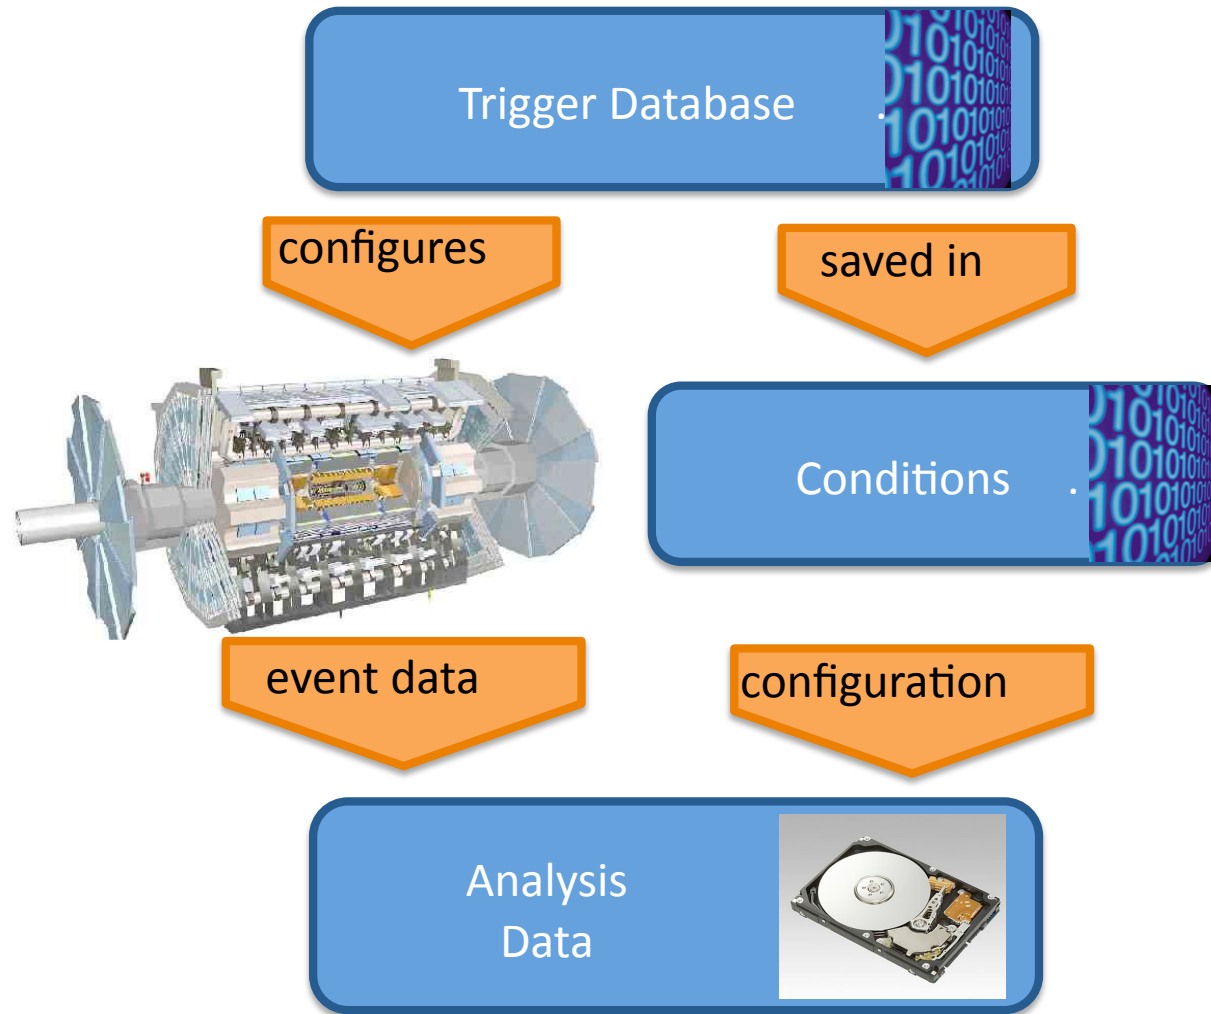 Trigger Database .
configures
saved in
Conditions .
event data
configuration
Analysis
Data